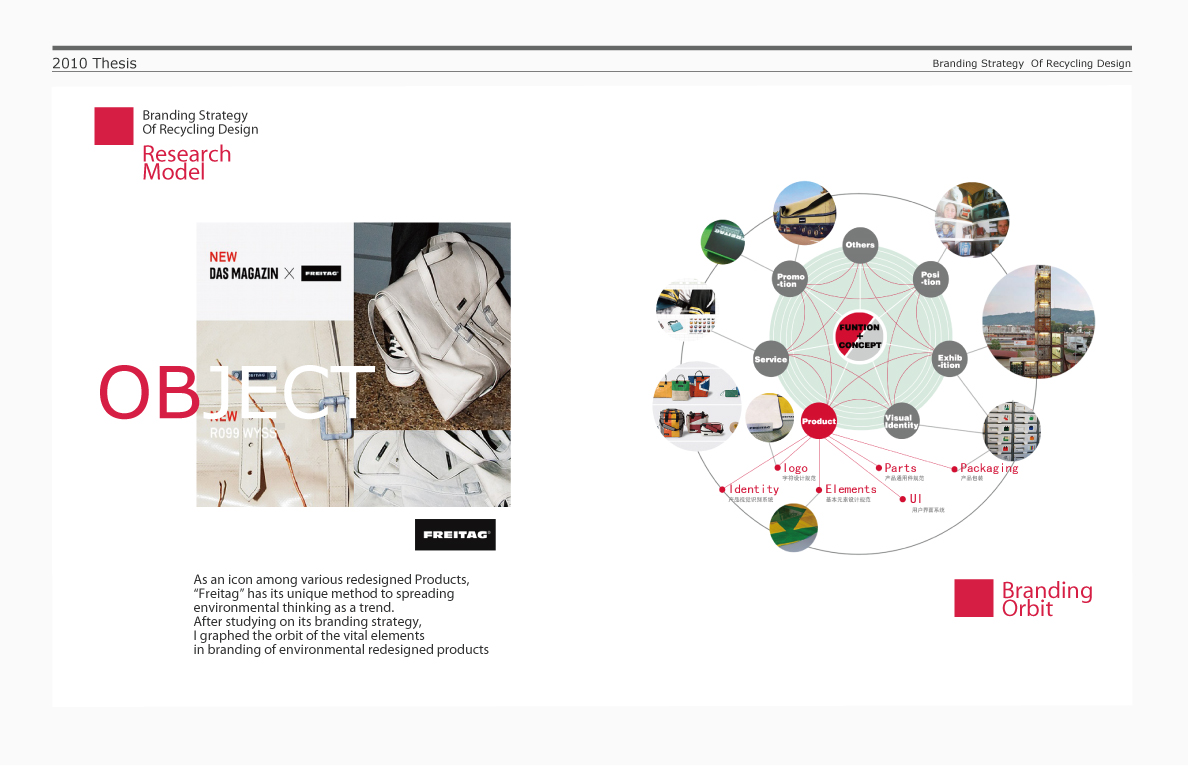 2010 Thesis
Branding Strategy Of Recycling Design
Branding Strategy
Of Recycling Design
Research
Model
NEW
DAS MAGAZIN X FREITAG
OBJECT
NEW
R099 WYSS
FREITAG
As an icon among various redesigned Products,
“Freitag” has its unique method to spreading
environmental thinking as a trend.
After studying on its branding strategy,
I graphed the orbit of the vital elements
in branding of environmental redesigned products
Others
Promo
-tion
Posi
-tion
FUNTION
+
CONCEPT
Service
Exhib
-ition
Product
Visual
Identity
logo
字符设计规范
Parts
产品通用件规范
Packaging
产品包装
Identity
产品成册识别系统
Elements
基本元素设计规范
UI
用户界面系统
Branding
Orbit